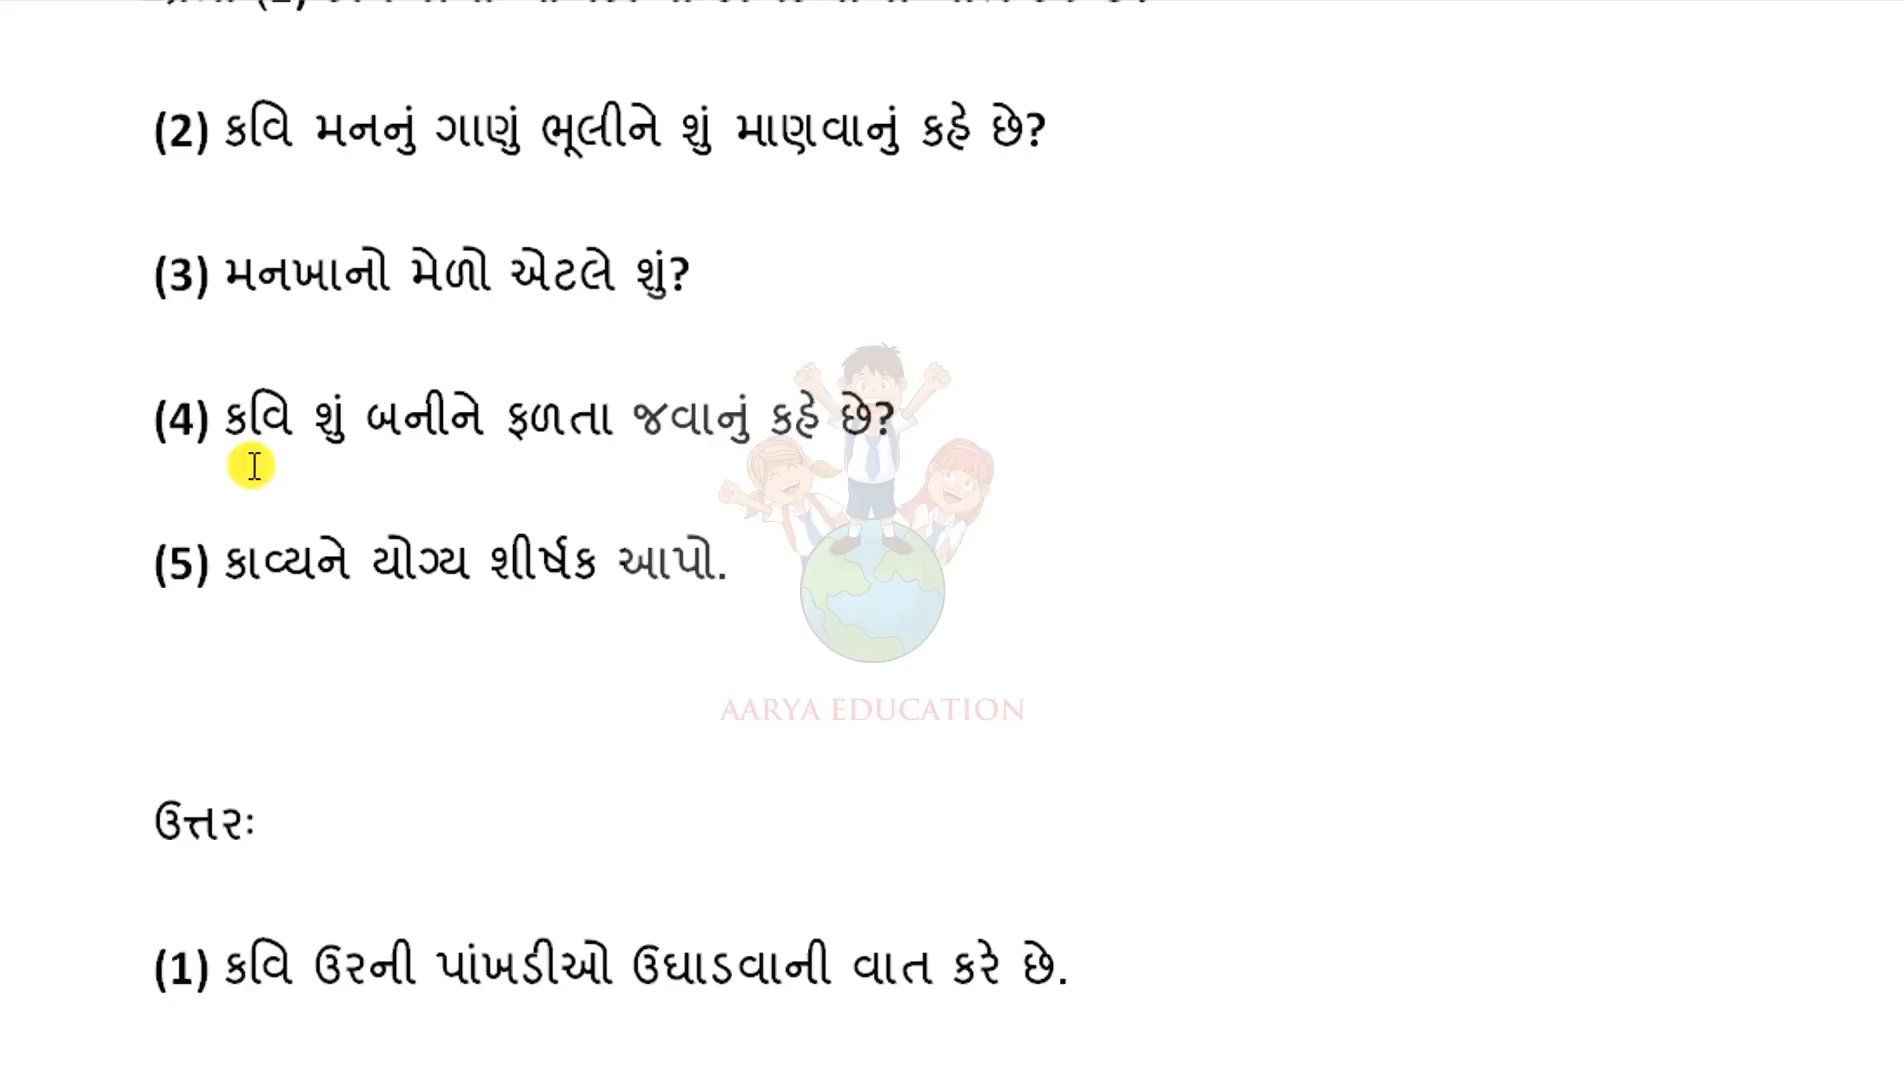 (2) કવિ મનનું ગાણું ભૂલીને શું માણવાનું કહે છે?
(3) મનખાનો મેળો એટલે શું?
(4) કવિ શું બનીને ફળતા જવાનું કહે છે?
(5) કાવ્યને યોગ્ય શીર્ષક આપો.
AARYA EDUCATION
ઉત્તરઃ
(1) કવિ ઉરની પાંખડીઓ ઉઘાડવાની વાત કરે છે.